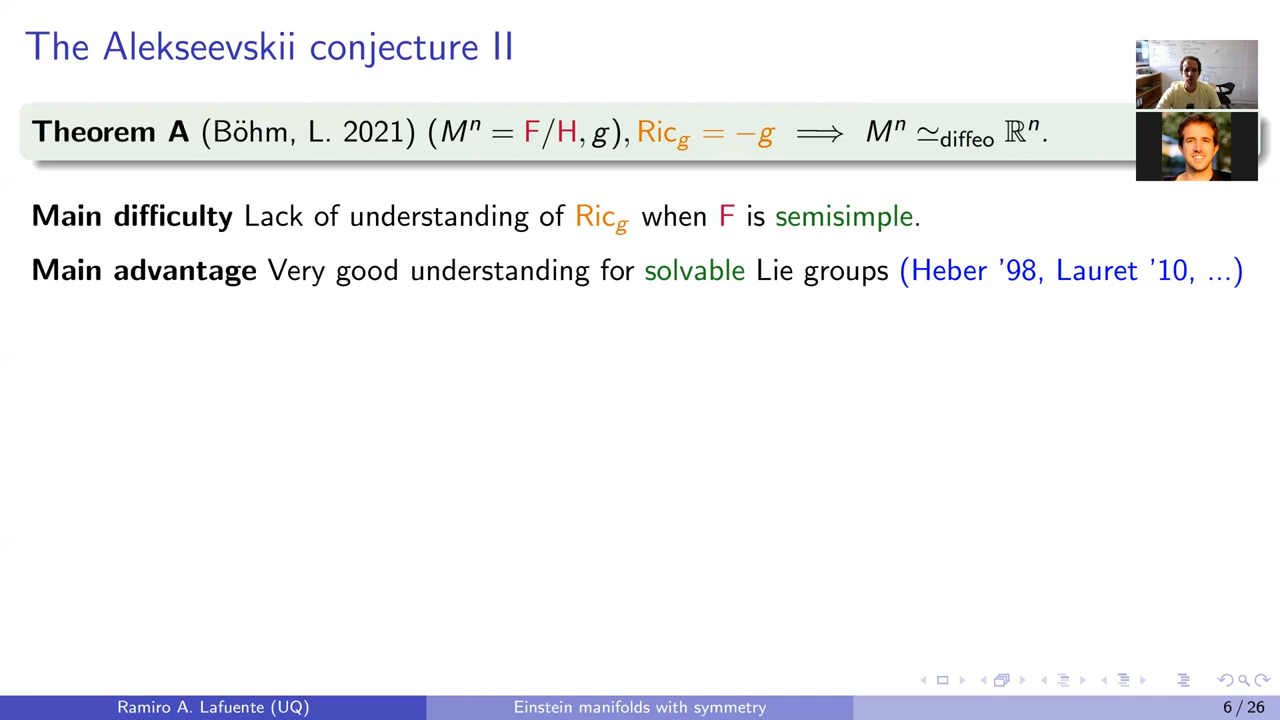 The Alekseevskii conjecture II
Theorem A (Böhm, L. 2021) (Mⁿ = F/H, g), Ric_g = −g ⟹ Mⁿ ≃_diffeo ℝⁿ.
Main difficulty Lack of understanding of Ric_g when F is semisimple.
Main advantage Very good understanding for solvable Lie groups (Heber '98, Lauret '10, ...)
Ramiro A. Lafuente (UQ)
Einstein manifolds with symmetry
6 / 26